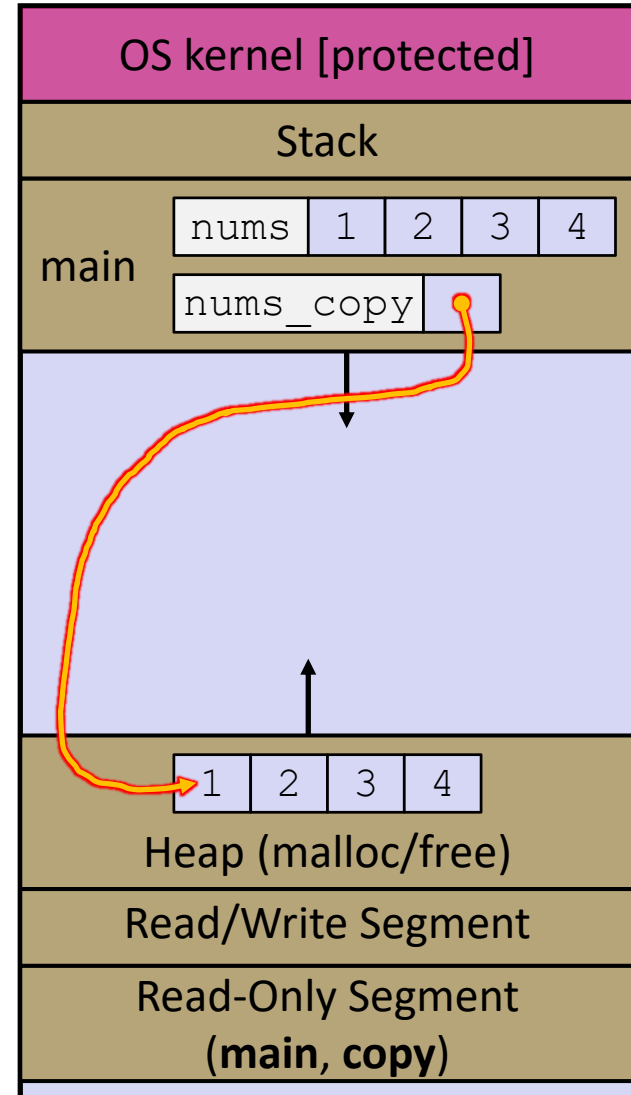 OS kernel [protected]
Stack
nums 1 2 3 4
main
nums_copy
1 2 3 4
Heap (malloc/free)
Read/Write Segment
Read-Only Segment
(main, copy)